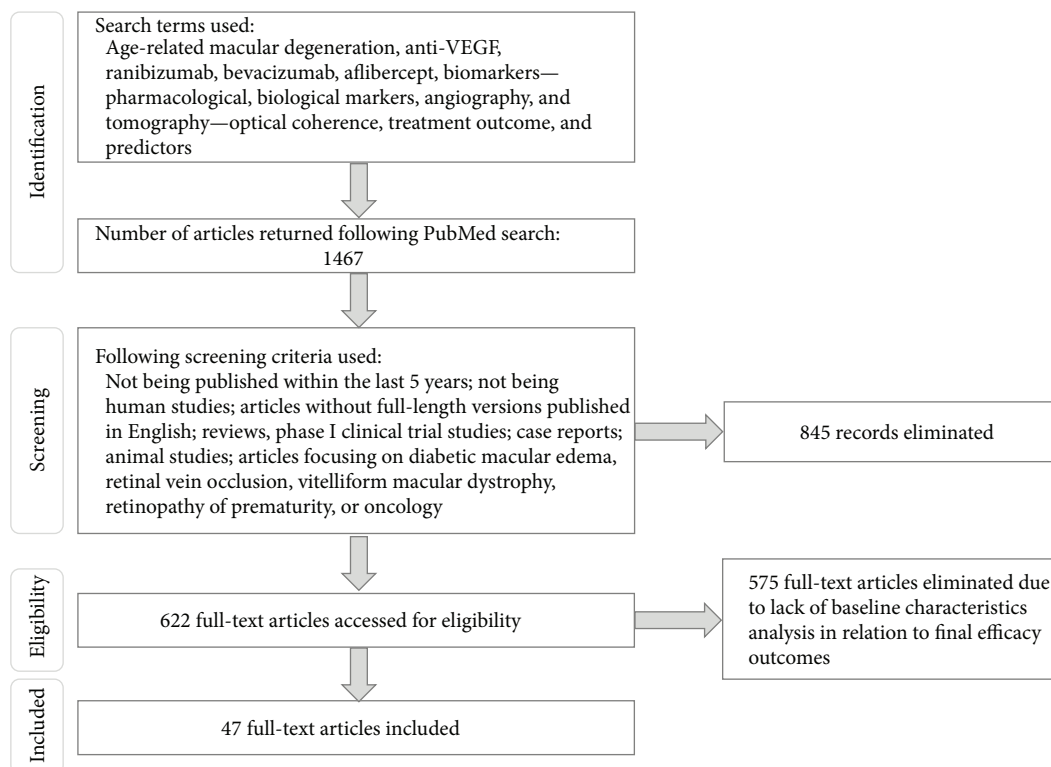 Identification
Search terms used:
Age-related macular degeneration, anti-VEGF,
ranibizumab, bevacizumab, aflibercept, biomarkers—
pharmacological, biological markers, angiography, and
tomography—optical coherence, treatment outcome, and
predictors
Number of articles returned following PubMed search:
1467
Screening
Following screening criteria used:
Not being published within the last 5 years; not being
human studies; articles without full-length versions published
in English; reviews, phase I clinical trial studies; case reports;
animal studies; articles focusing on diabetic macular edema,
retinal vein occlusion, vitelliform macular dystrophy,
retinopathy of prematurity, or oncology
845 records eliminated
Eligibility
622 full-text articles accessed for eligibility
575 full-text articles eliminated due
to lack of baseline characteristics
analysis in relation to final efficacy
outcomes
Included
47 full-text articles included